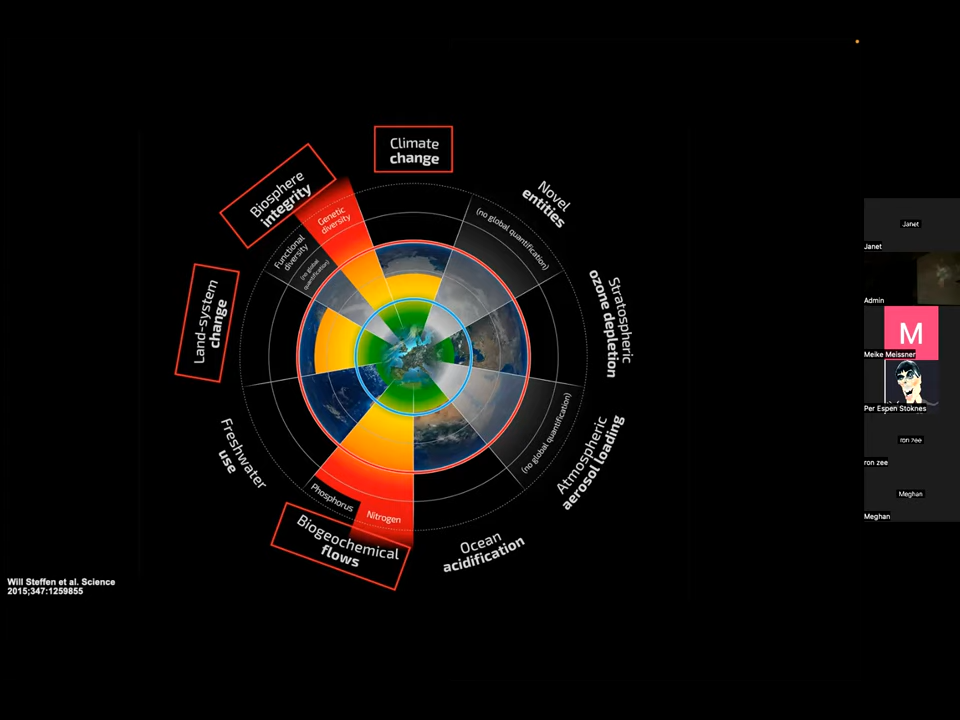 Climate
change
Biosphere
integrity
Genetic
diversity
Functional
diversity
(no global
quantification)
Novel
entities
(no global quantification)
Stratospheric
ozone depletion
Land-system
change
Atmospheric
aerosol loading
(no global quantification)
Freshwater
use
Phosphorus
Nitrogen
Biogeochemical
flows
Ocean
acidification
Will Steffen et al. Science
2015;347:1259855
Janet
Janet
Admin
M
Meike Meissner
Per Espen Stoknes
ron zee
ron zee
Meghan
Meghan